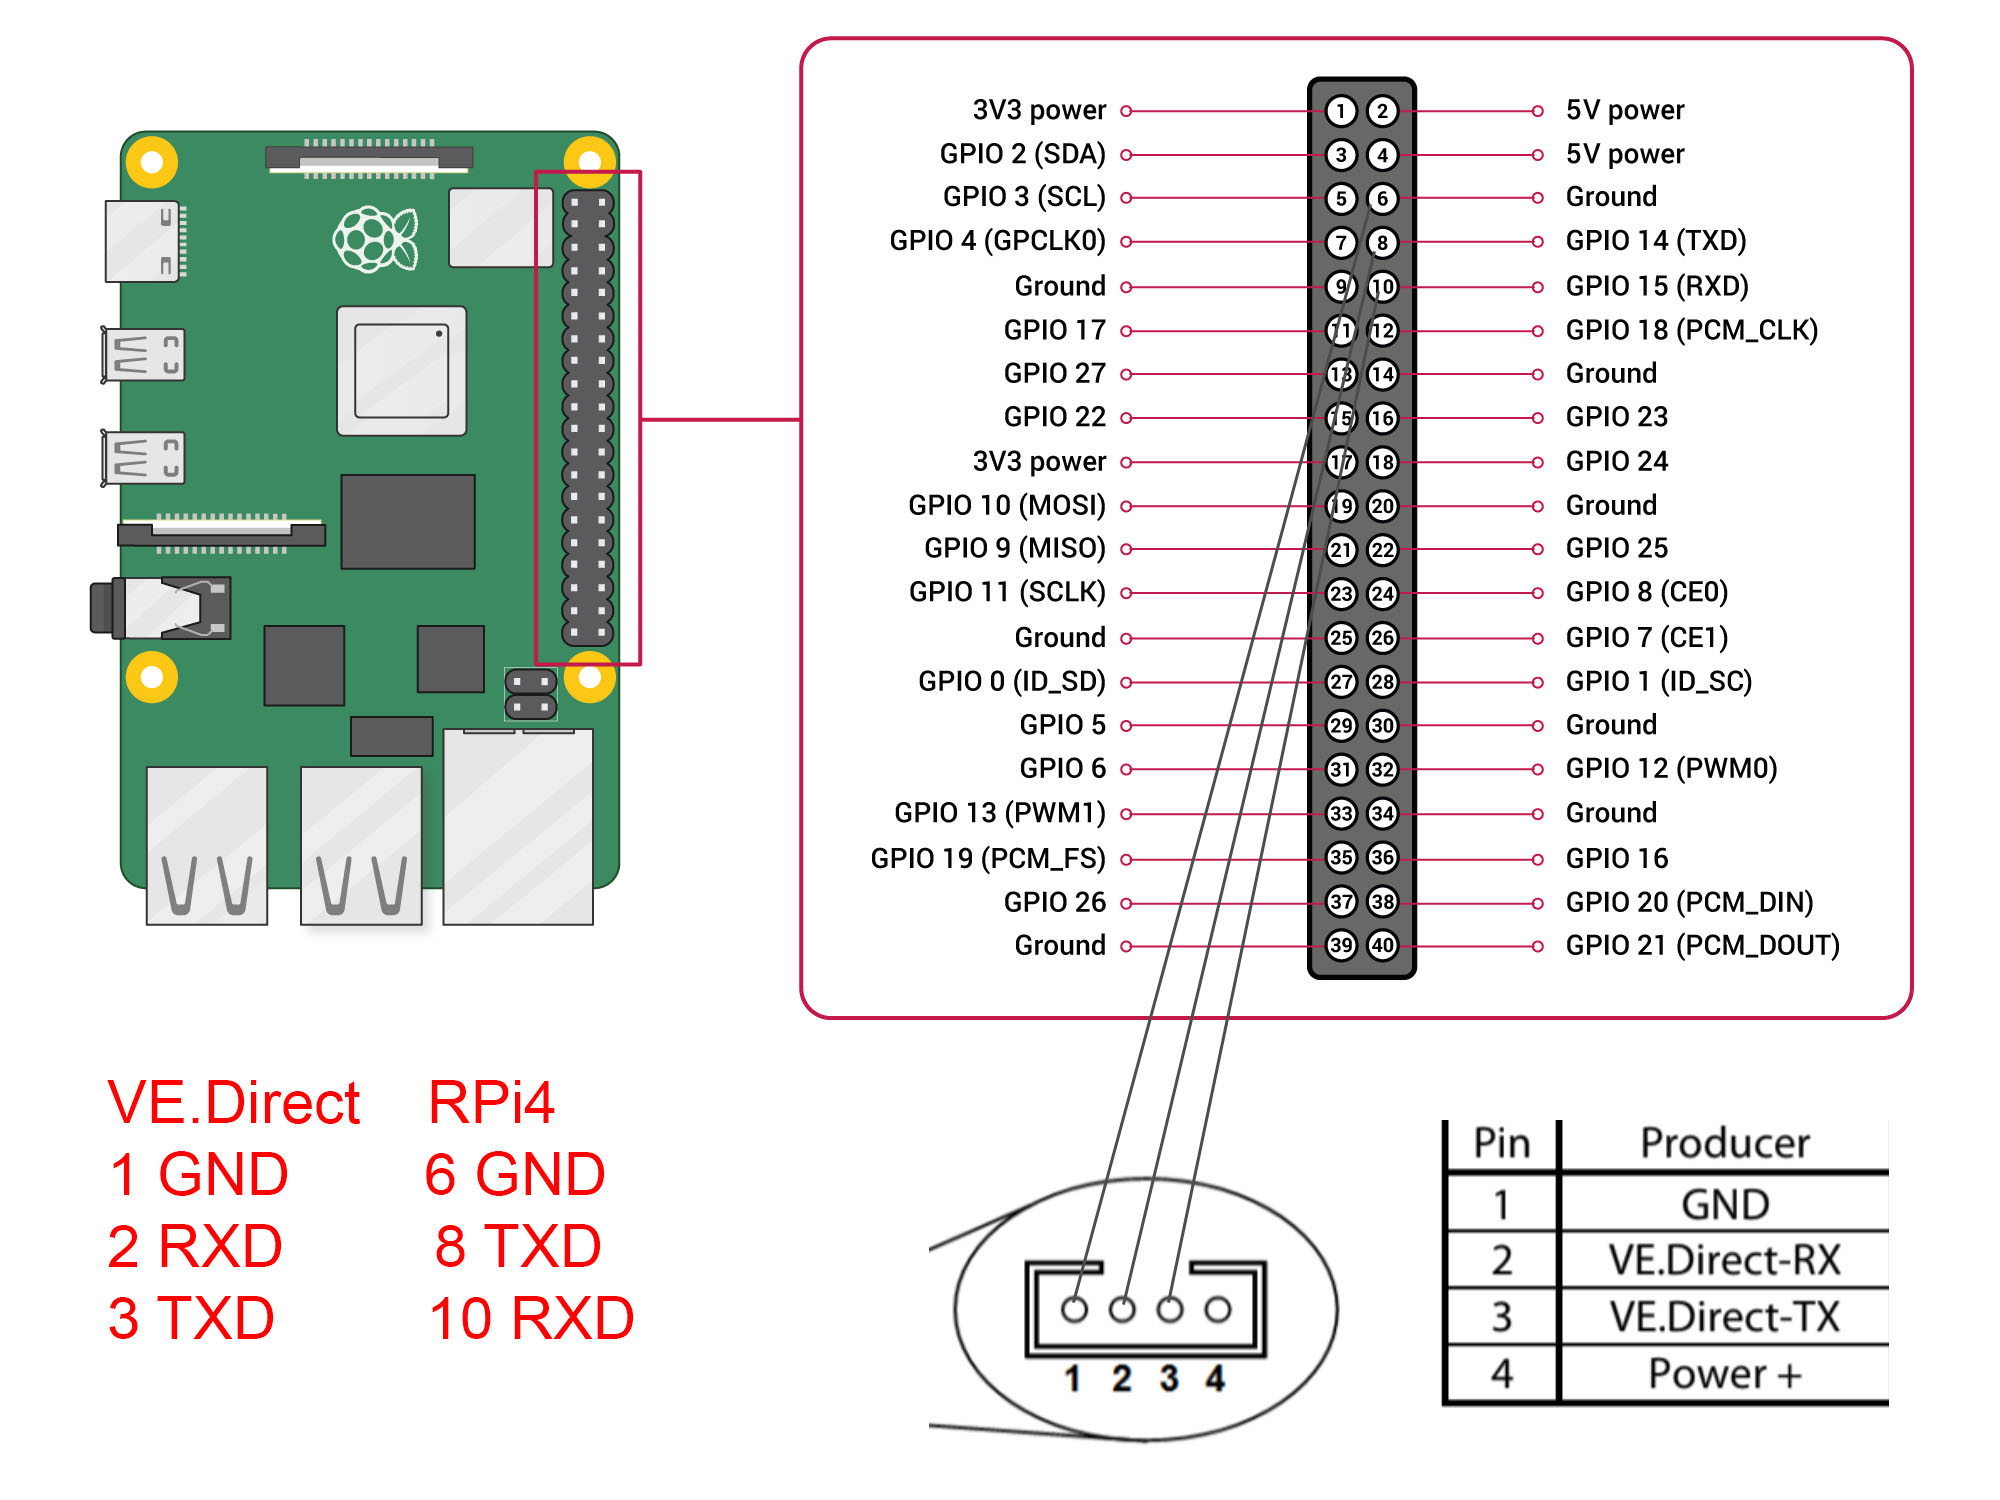 3V3 power 1 2 5V power
GPIO 2 (SDA) 3 4 5V power
GPIO 3 (SCL) 5 6 Ground
GPIO 4 (GPCLK0) 7 8 GPIO 14 (TXD)
Ground 9 10 GPIO 15 (RXD)
GPIO 17 11 12 GPIO 18 (PCM_CLK)
GPIO 27 13 14 Ground
GPIO 22 15 16 GPIO 23
3V3 power 17 18 GPIO 24
GPIO 10 (MOSI) 19 20 Ground
GPIO 9 (MISO) 21 22 GPIO 25
GPIO 11 (SCLK) 23 24 GPIO 8 (CE0)
Ground 25 26 GPIO 7 (CE1)
GPIO 0 (ID_SD) 27 28 GPIO 1 (ID_SC)
GPIO 5 29 30 Ground
GPIO 6 31 32 GPIO 12 (PWM0)
GPIO 13 (PWM1) 33 34 Ground
GPIO 19 (PCM_FS) 35 36 GPIO 16
GPIO 26 37 38 GPIO 20 (PCM_DIN)
Ground 39 40 GPIO 21 (PCM_DOUT)
VE.Direct RPi4
1 GND 6 GND
2 RXD 8 TXD
3 TXD 10 RXD
1 2 3 4
Pin Producer
1 GND
2 VE.Direct-RX
3 VE.Direct-TX
4 Power +